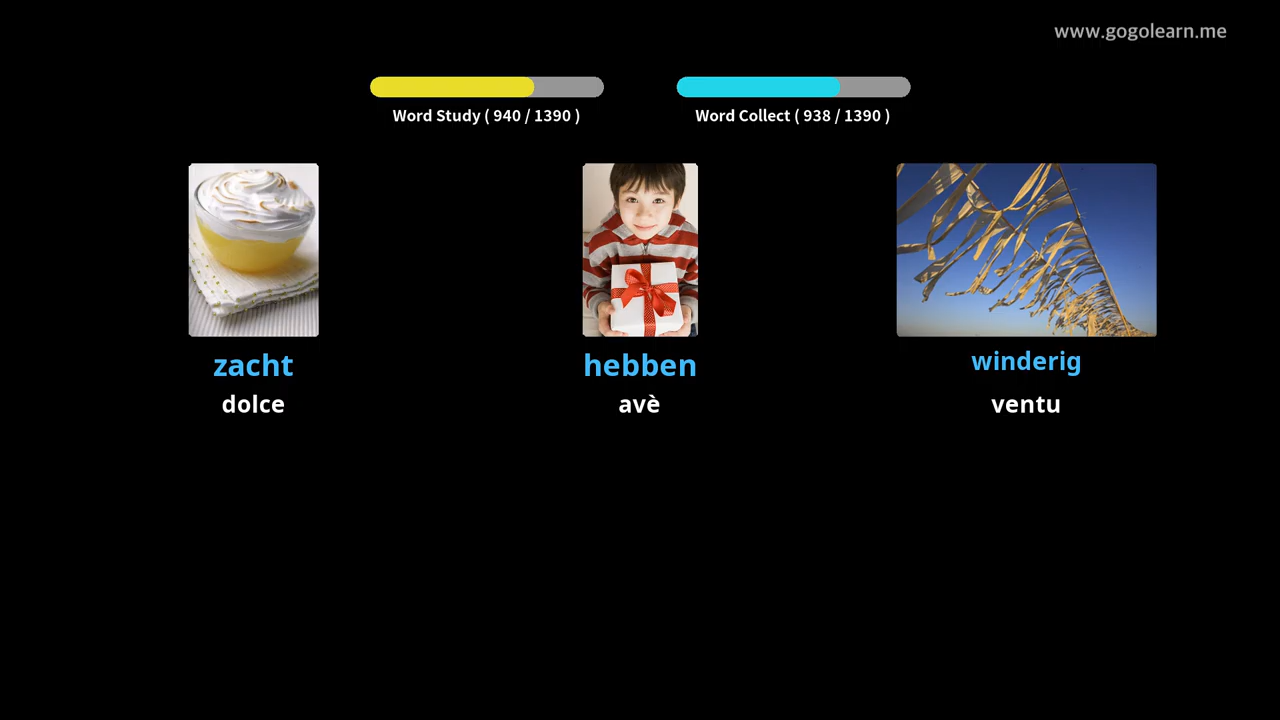 www.gogolearn.me
Word Study ( 940 / 1390 )
Word Collect ( 938 / 1390 )
zacht
hebben
winderig
dolce
avè
ventu